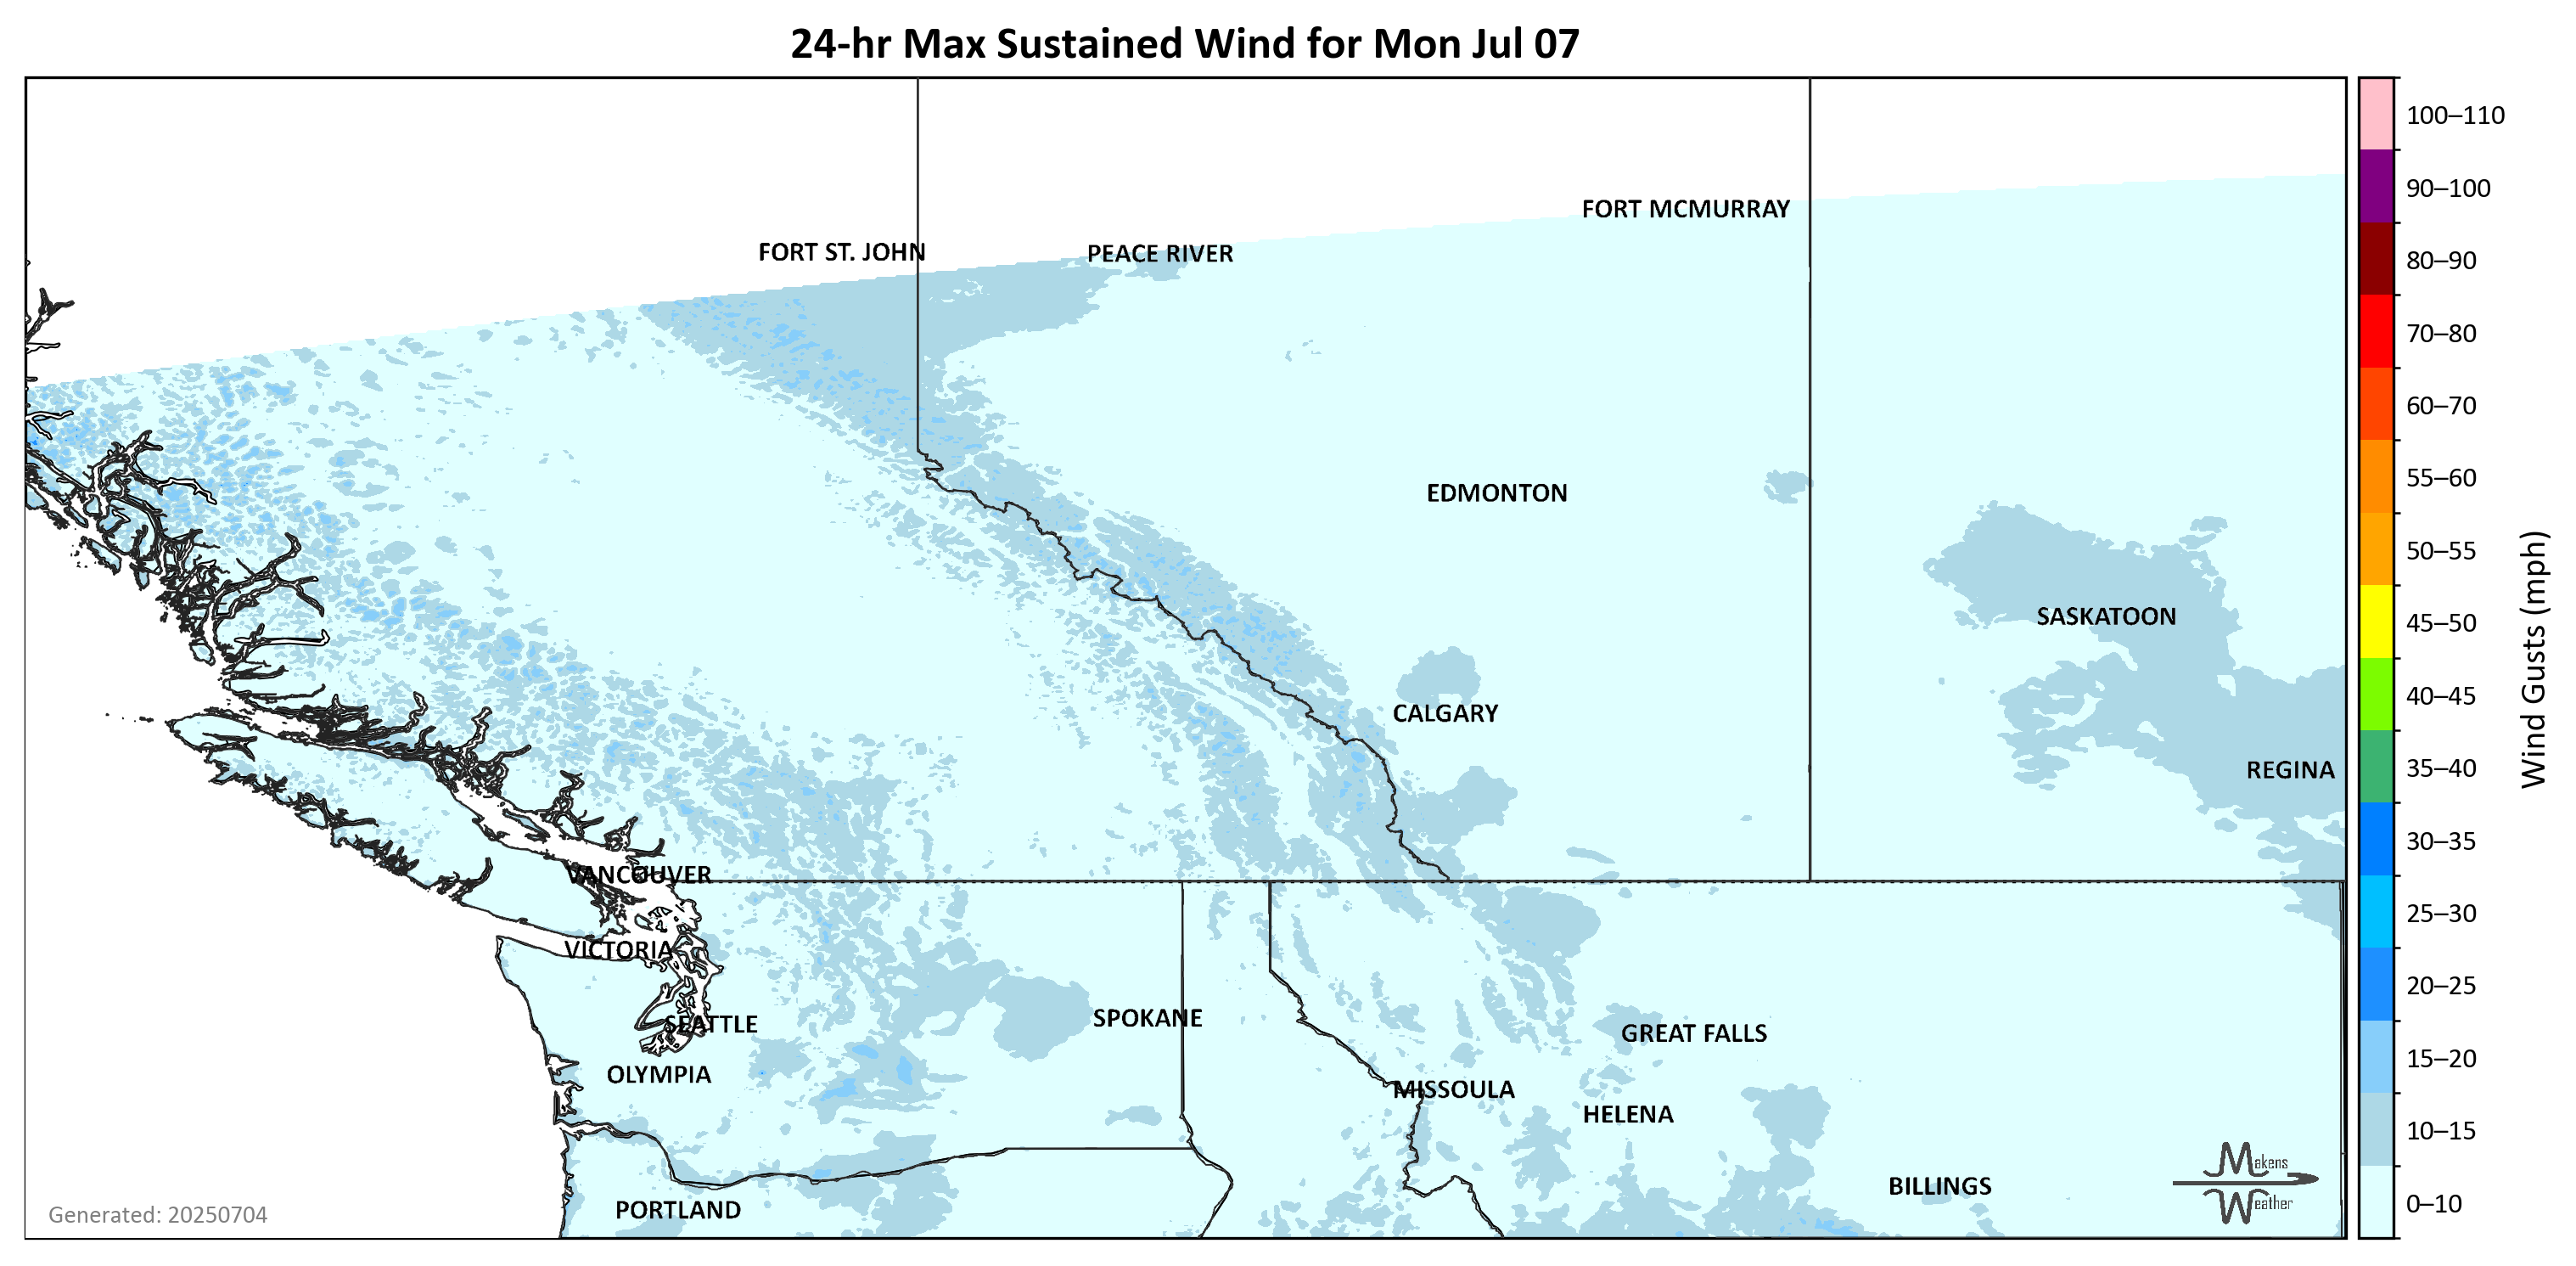 24-hr Max Sustained Wind for Mon Jul 07
100–110
90–100
80–90
70–80
60–70
55–60
50–55
45–50
40–45
35–40
30–35
25–30
20–25
15–20
10–15
0–10
Wind Gusts (mph)
FORT MCMURRAY
FORT ST. JOHN
PEACE RIVER
EDMONTON
SASKATOON
CALGARY
REGINA
VANCOUVER
VICTORIA
SPOKANE
SEATTLE
GREAT FALLS
OLYMPIA
MISSOULA
HELENA
BILLINGS
PORTLAND
Makens
Weather
Generated: 20250704